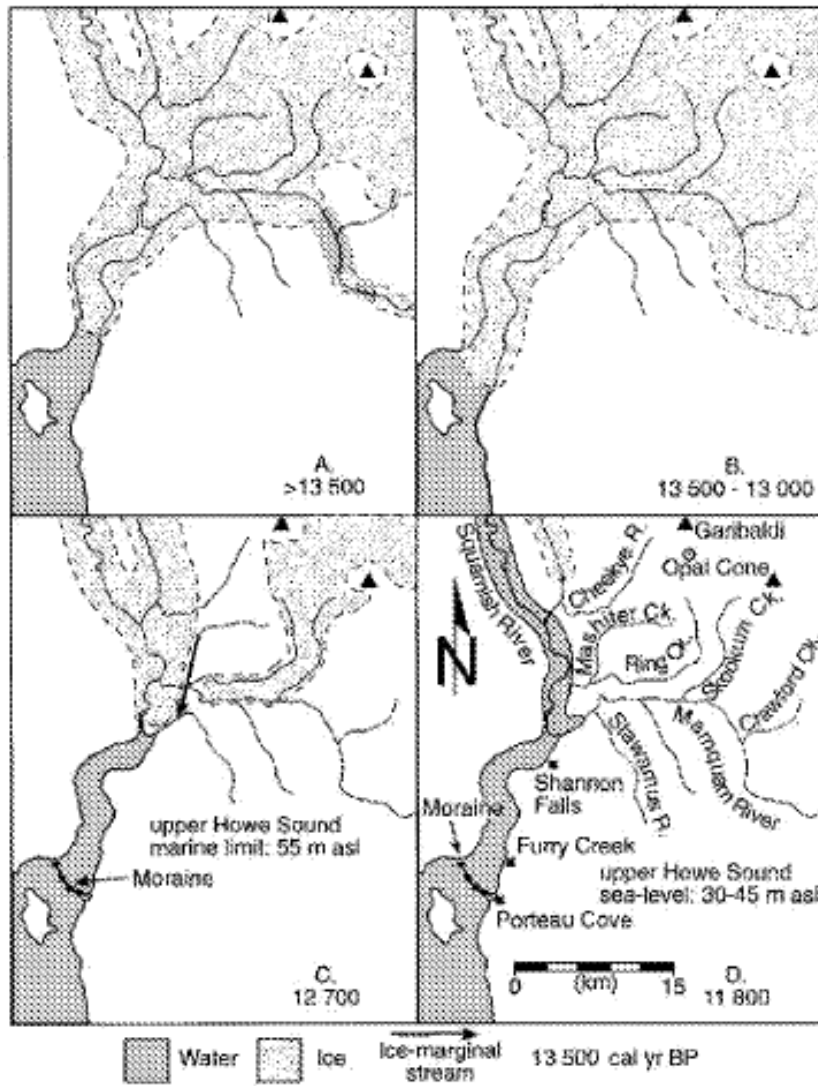 A.
>13 500
B.
13 500 - 13 000
upper Howe Sound
marine limit: 55 m asl
Moraine
C.
12 700
Garibaldi
Opal Cone
Cheekye R.
Squamish River
N
Mashiter Ck.
Ring Ck.
Skookum Ck.
Crawford Ck.
Mamquam River
Stawamus R.
Shannon
Falls
Moraine
Furry Creek
upper Howe Sound
sea-level: 30-45 m asl
Porteau Cove
0 (km) 15
D.
11 800
Water
Ice
Ice-marginal
stream
13 500 cal yr BP